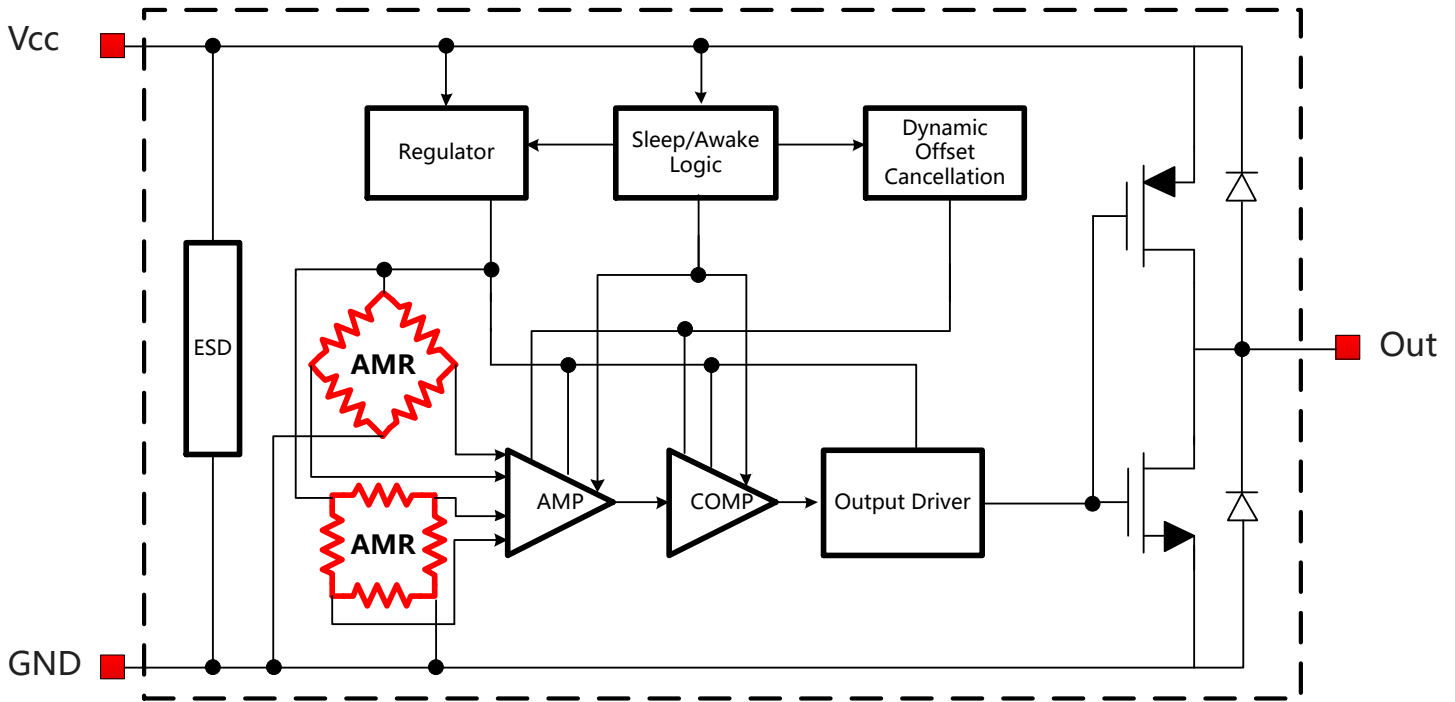 Vcc
Regulator
Sleep/Awake
Logic
Dynamic
Offset
Cancellation
ESD
AMR
Out
AMP
COMP
Output Driver
AMR
GND